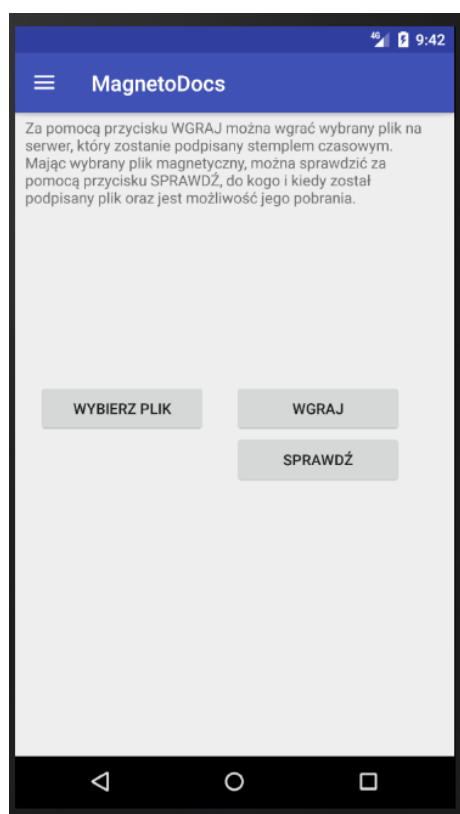 46 9:42
MagnetoDocs
Za pomocą przycisku WGRAJ można wgrać wybrany plik na
serwer, który zostanie podpisany stemplem czasowym.
Mając wybrany plik magnetyczny, można sprawdzić za
pomocą przycisku SPRAWDŹ, do kogo i kiedy został
podpisany plik oraz jest możliwość jego pobrania.
WYBIERZ PLIK WGRAJ
SPRAWDŹ